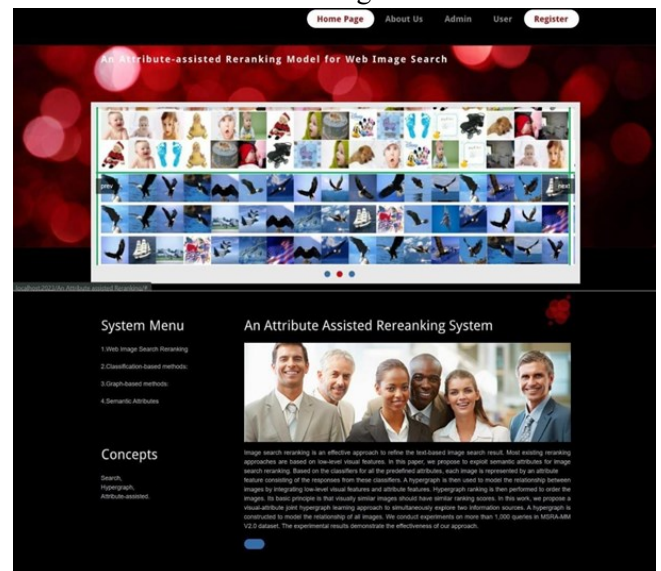 Home Page About Us Admin User Register
An Attribute-assisted Reranking Model for Web Image Search
prev next
localhost:2022/An Attribute assisted Reranking/#
System Menu
1.Web Image Search Reranking
2.Classification-based methods:
3.Graph-based methods:
4.Semantic Attributes
Concepts
Search,
Hypergraph,
Attribute-assisted.
An Attribute Assisted Rereanking System
Image search reranking is an effective approach to refine the text-based image search result. Most existing reranking
approaches are based on low-level visual features. In this paper, we propose to exploit semantic attributes for image
search reranking. Based on the classifiers for all the predefined attributes, each image is represented by an attribute
feature consisting of the responses from these classifiers. A hypergraph is then used to model the relationship between
images by integrating low-level visual features and attribute features. Hypergraph ranking is then performed to order the
images. Its basic principle is that visually similar images should have similar ranking scores. In this work, we propose a
visual-attribute joint hypergraph learning approach to simultaneously explore two information sources. A hypergraph is
constructed to model the relationship of all images. We conduct experiments on more than 1,000 queries in MSRA-MM
V2.0 dataset. The experimental results demonstrate the effectiveness of our approach.